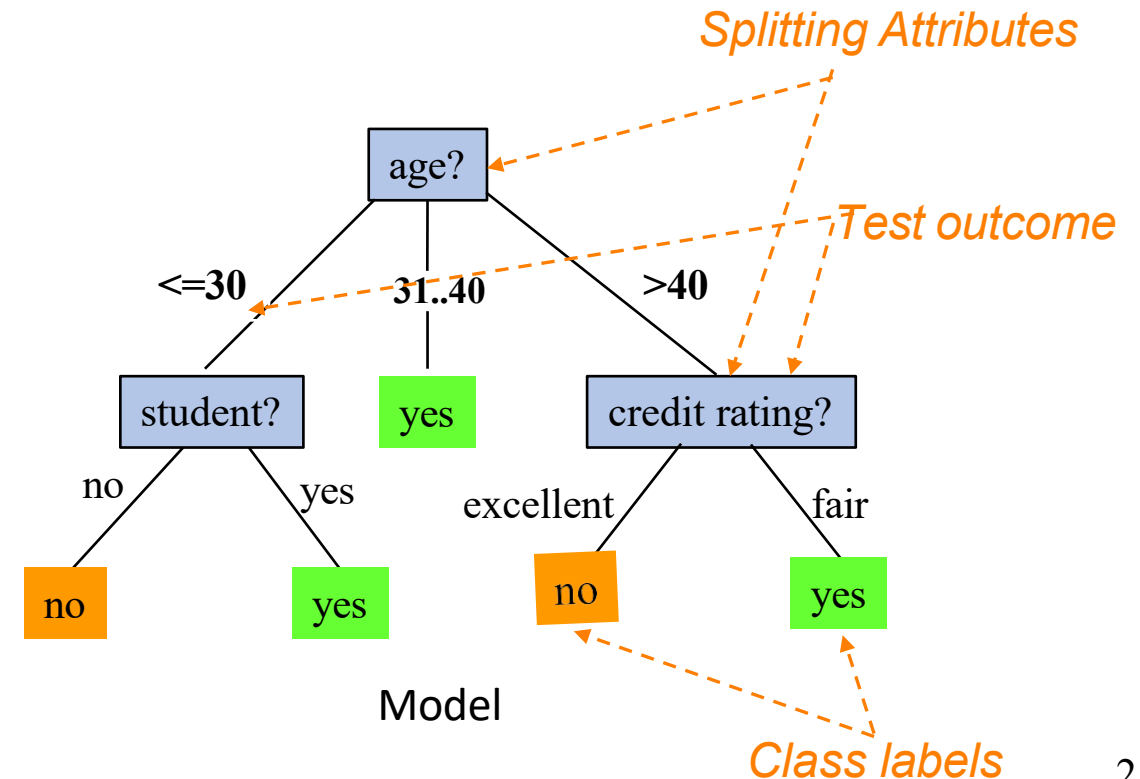 Splitting Attributes
age?
Test outcome
<=30
31..40
>40
student?
yes
credit rating?
no
yes
excellent
fair
no
yes
no
yes
Model
Class labels
2